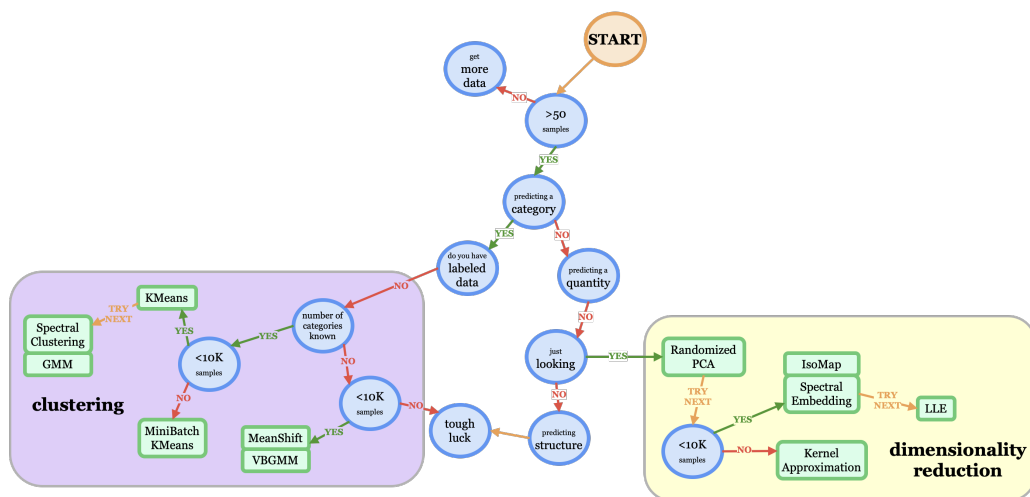 START
get
more
data
NO
>50
samples
YES
predicting a
category
YES
NO
do you have
labeled
data
predicting a
quantity
NO
NO
KMeans
TRY
NEXT
Spectral
Clustering
GMM
YES
number of
categories
known
YES
<10K
samples
NO
NO
clustering
MiniBatch
KMeans
<10K
samples
NO
YES
MeanShift
VBGMM
tough
luck
just
looking
YES
NO
predicting
structure
Randomized
PCA
TRY
NEXT
<10K
samples
YES
NO
IsoMap
Spectral
Embedding
TRY
NEXT
LLE
Kernel
Approximation
dimensionality
reduction